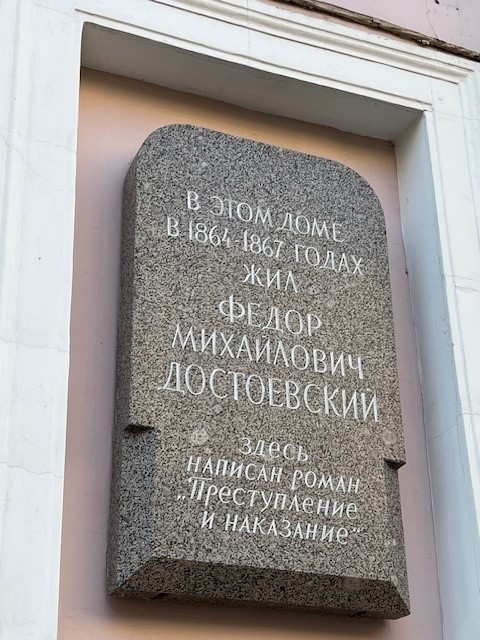 В ЭТОМ ДОМЕ
В 1864-1867 ГОДАХ
ЖИЛ
ФЕДОР
МИХАЙЛОВИЧ
ДОСТОЕВСКИЙ
ЗДЕСЬ
НАПИСАН РОМАН
„Преступление
и наказание“